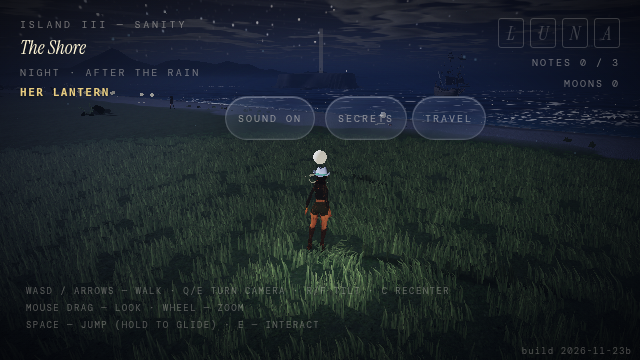 ISLAND III — SANITY
The Shore
NIGHT · AFTER THE RAIN
HER LANTERN
LUNA
NOTES 0 / 3
MOONS 0
SOUND ON
SECRETS
TRAVEL
WASD / ARROWS — WALK · Q/E TURN CAMERA · R/F TILT · C RECENTER
MOUSE DRAG — LOOK · WHEEL — ZOOM
SPACE — JUMP (HOLD TO GLIDE) · E — INTERACT
build 2026-11-23b